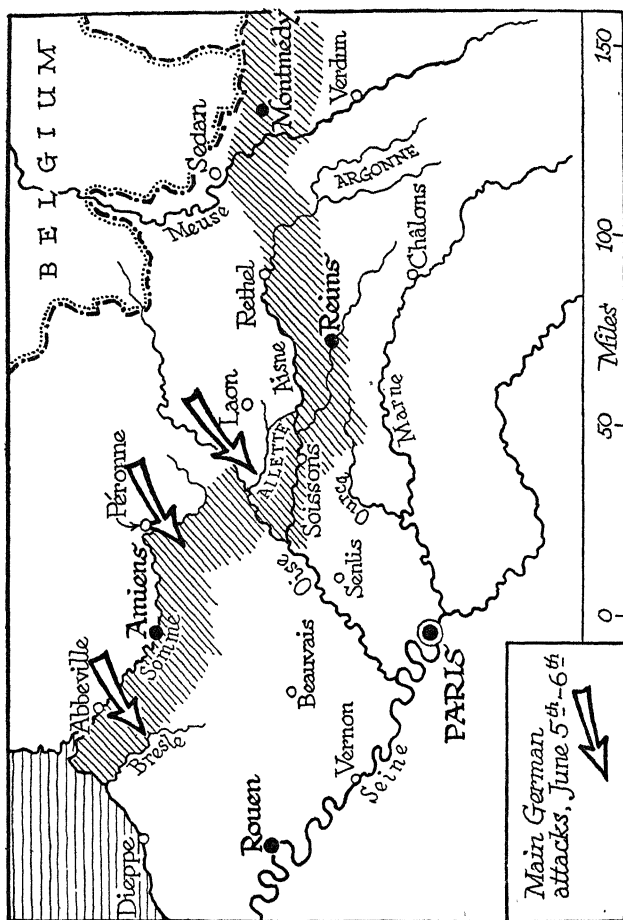 BELGIUM
Sedan
Meuse
Montmédy
Verdun
ARGONNE
Châlons
Rethel
Reims
Aisne
Laon
AILETTE
Soissons
Ourcq
Marne
Péronne
Amiens
Somme
Abbeville
Bresle
Dieppe
Oise
Senlis
Beauvais
PARIS
Vernon
Seine
Rouen
Main German
attacks, June 5th-6th
0 50 Miles 100 150